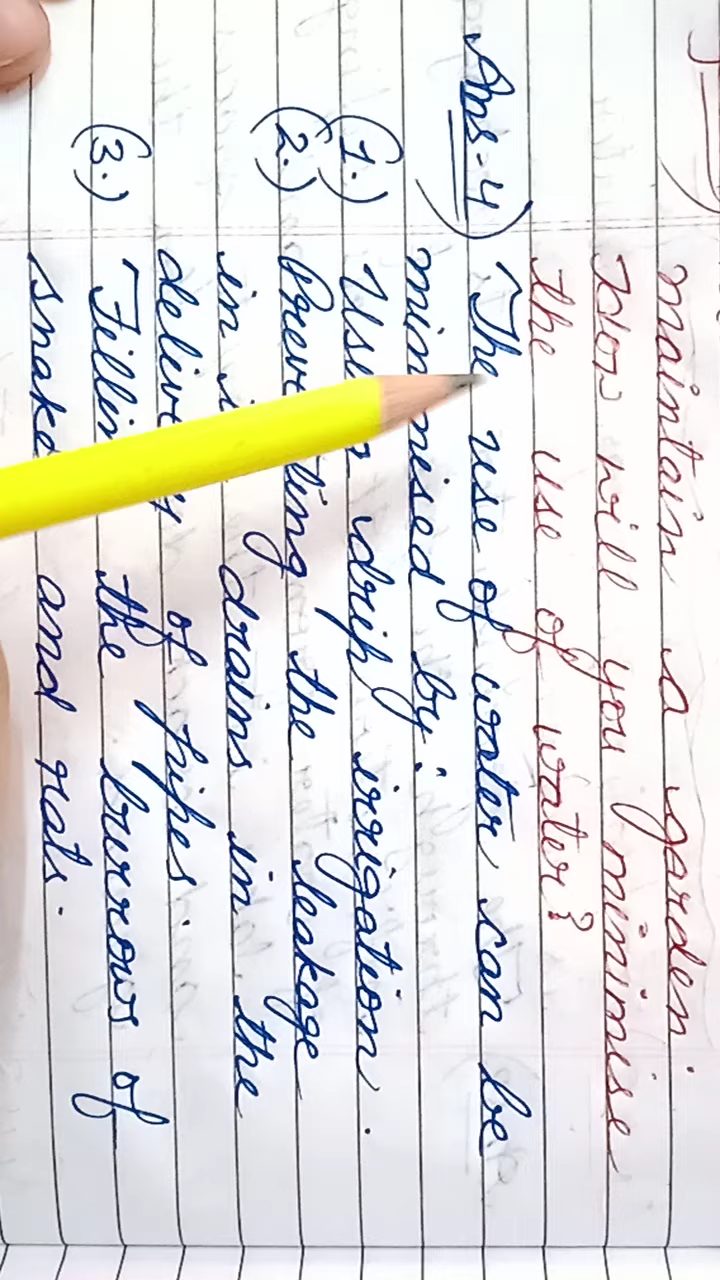 maintain a garden.
How will you minimise
the use of water?
Ans-4) The use of water can be
minimised by:
(1.) Use drip irrigation.
(2.) Preventing the leakage
in drains in the
delivery of pipes.
(3.) Filling the burrows of
snake and rats.